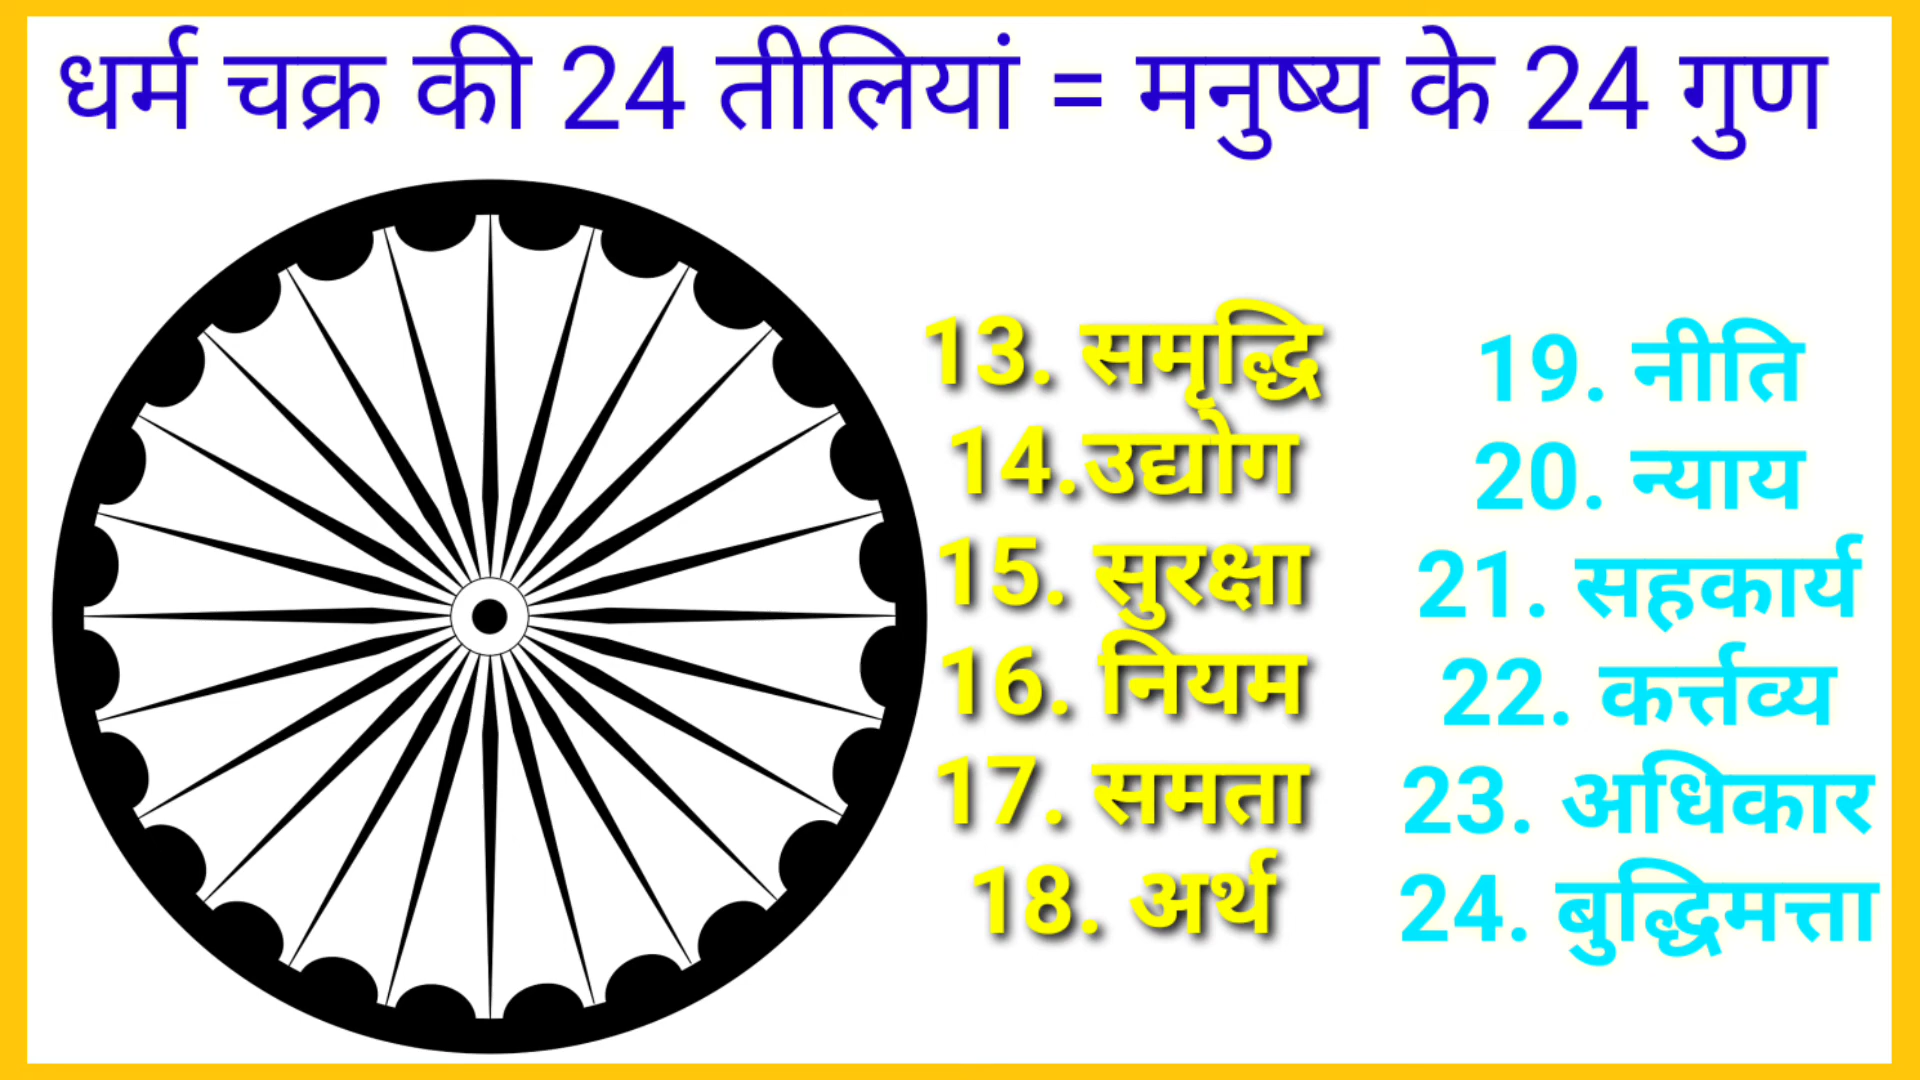 धर्म चक्र की 24 तीलियां = मनुष्य के 24 गुण
13. समृद्धि
14.उद्योग
15. सुरक्षा
16. नियम
17. समता
18. अर्थ
19. नीति
20. न्याय
21. सहकार्य
22. कर्त्तव्य
23. अधिकार
24. बुद्धिमत्ता